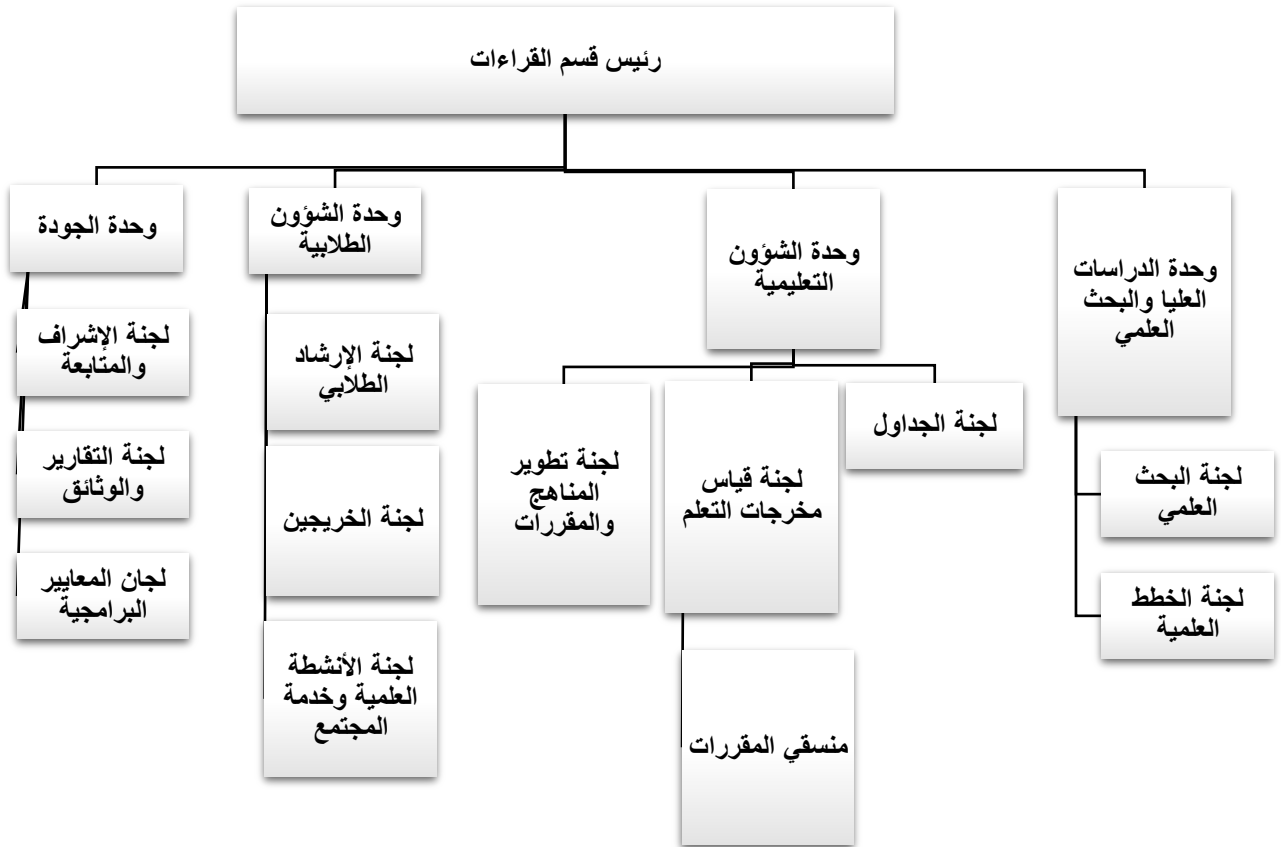 رئيس قسم القراءات
وحدة الدراسات
العليا والبحث
العلمي
لجنة البحث
العلمي
لجنة الخطط
العلمية
وحدة الشؤون
التعليمية
لجنة الجداول
لجنة قياس
مخرجات التعلم
منسقي المقررات
لجنة تطوير
المناهج
والمقررات
وحدة الشؤون
الطلابية
لجنة الإرشاد
الطلابي
لجنة الخريجين
لجنة الأنشطة
العلمية وخدمة
المجتمع
وحدة الجودة
لجنة الإشراف
والمتابعة
لجنة التقارير
والوثائق
لجان المعايير
البرامجية